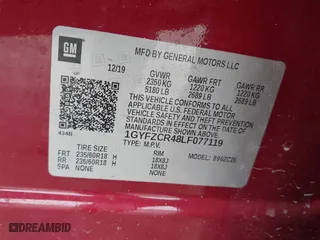 GM
MFD BY GENERAL MOTORS LLC
12/19
GVWR GAWR FRT GAWR RR
2350 KG 1220 KG 1220 KG
5180 LB 2689 LB 2689 LB
THIS VEHICLE CONFORMS TO ALL
APPLICABLE U.S. FEDERAL MOTOR
VEHICLE SAFETY, BUMPER, AND THEFT
PREVENTION STANDARDS IN EFFECT
ON THE DATE OF MANUFACTURE
SHOWN ABOVE.
1GYFZCR48LF077119
TYPE: M.P.V.
TIRE SIZE RIM
FRT 235/60R18 H 18X8J
RR 235/60R18 H 18X8J
SPA NONE NONE